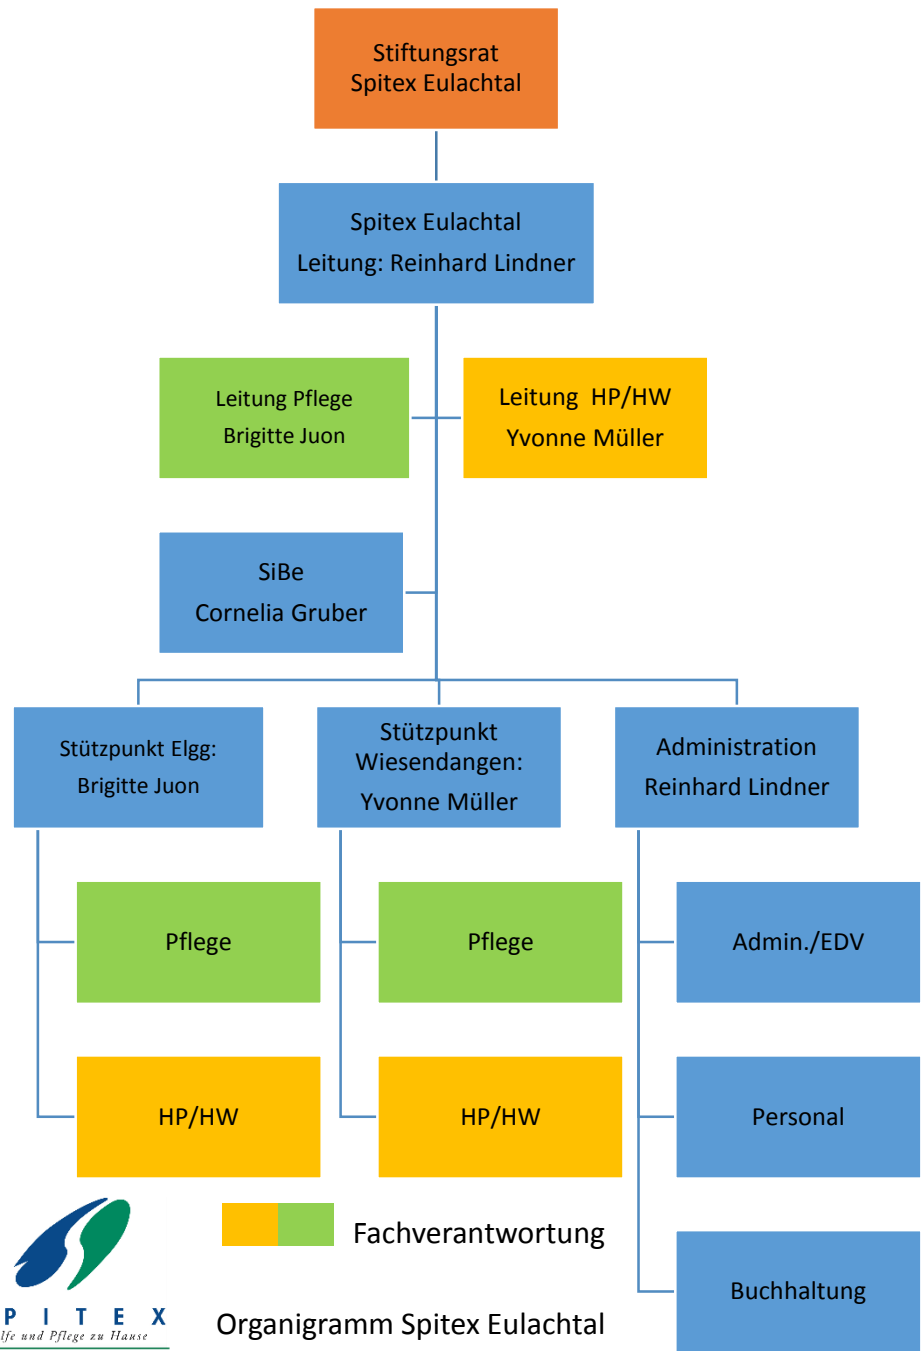 Stiftungsrat
Spitex Eulachtal
Spitex Eulachtal
Leitung: Reinhard Lindner
Leitung Pflege
Brigitte Juon
Leitung HP/HW
Yvonne Müller
SiBe
Cornelia Gruber
Stützpunkt Elgg:
Brigitte Juon
Stützpunkt
Wiesendangen:
Yvonne Müller
Administration
Reinhard Lindner
Pflege
Pflege
Admin./EDV
HP/HW
HP/HW
Personal
Fachverantwortung
Buchhaltung
P I T E X
lfe und Pflege zu Hause
Organigramm Spitex Eulachtal